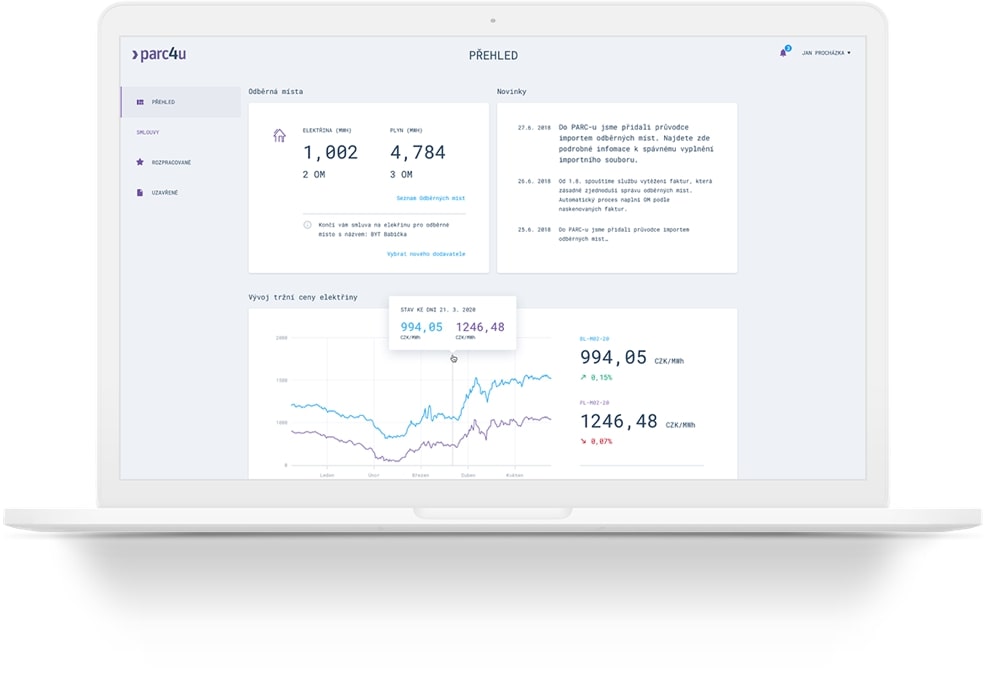 parc4u
PŘEHLED
2
JAN PROCHÁZKA
PŘEHLED
SMLOUVY
ROZPRACOVANÉ
UZAVŘENÉ
Odběrná místa
ELEKTŘINA (MWH)
PLYN (MWH)
1,002
4,784
2 OM
3 OM
Seznam Odběrných míst
Končí vám smluva na elekřinu pro odběrné
místo s názvem: BYT Babička
Vybrat nového dodavatele
Novinky
27.6. 2018
Do PARC-u jsme přidali průvodce
importem odběrných míst. Najdete zde
podrobné infomace k spávnému vyplnění
importního souboru.
26.6. 2018
Od 1.8. spouštíme službu vytěžení faktur, která
zásadně zjednoduší správu odběrných míst.
Automatický proces naplní OM podle
naskenovaných faktur.
25.6. 2018
Do PARC-u jsme přidali průvodce importem
odběrných míst…
Vývoj tržní ceny elektřiny
STAV KE DNI 21. 3. 2020
994,05
1246,48
CZK/MWh
CZK/MWh
2000
1500
1000
0
Leden
Únor
Březen
Duben
Květen
BL-M02-20
994,05 CZK/MWh
0,15%
PL-M02-20
1246,48 CZK/MWh
0,07%